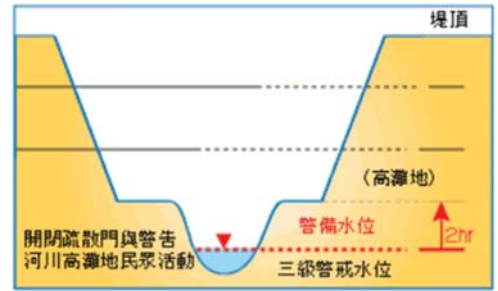 堤頂
(高灘地)
警備水位
2hr
開閉疏散門與警告
河川高灘地民眾活動
三級警戒水位